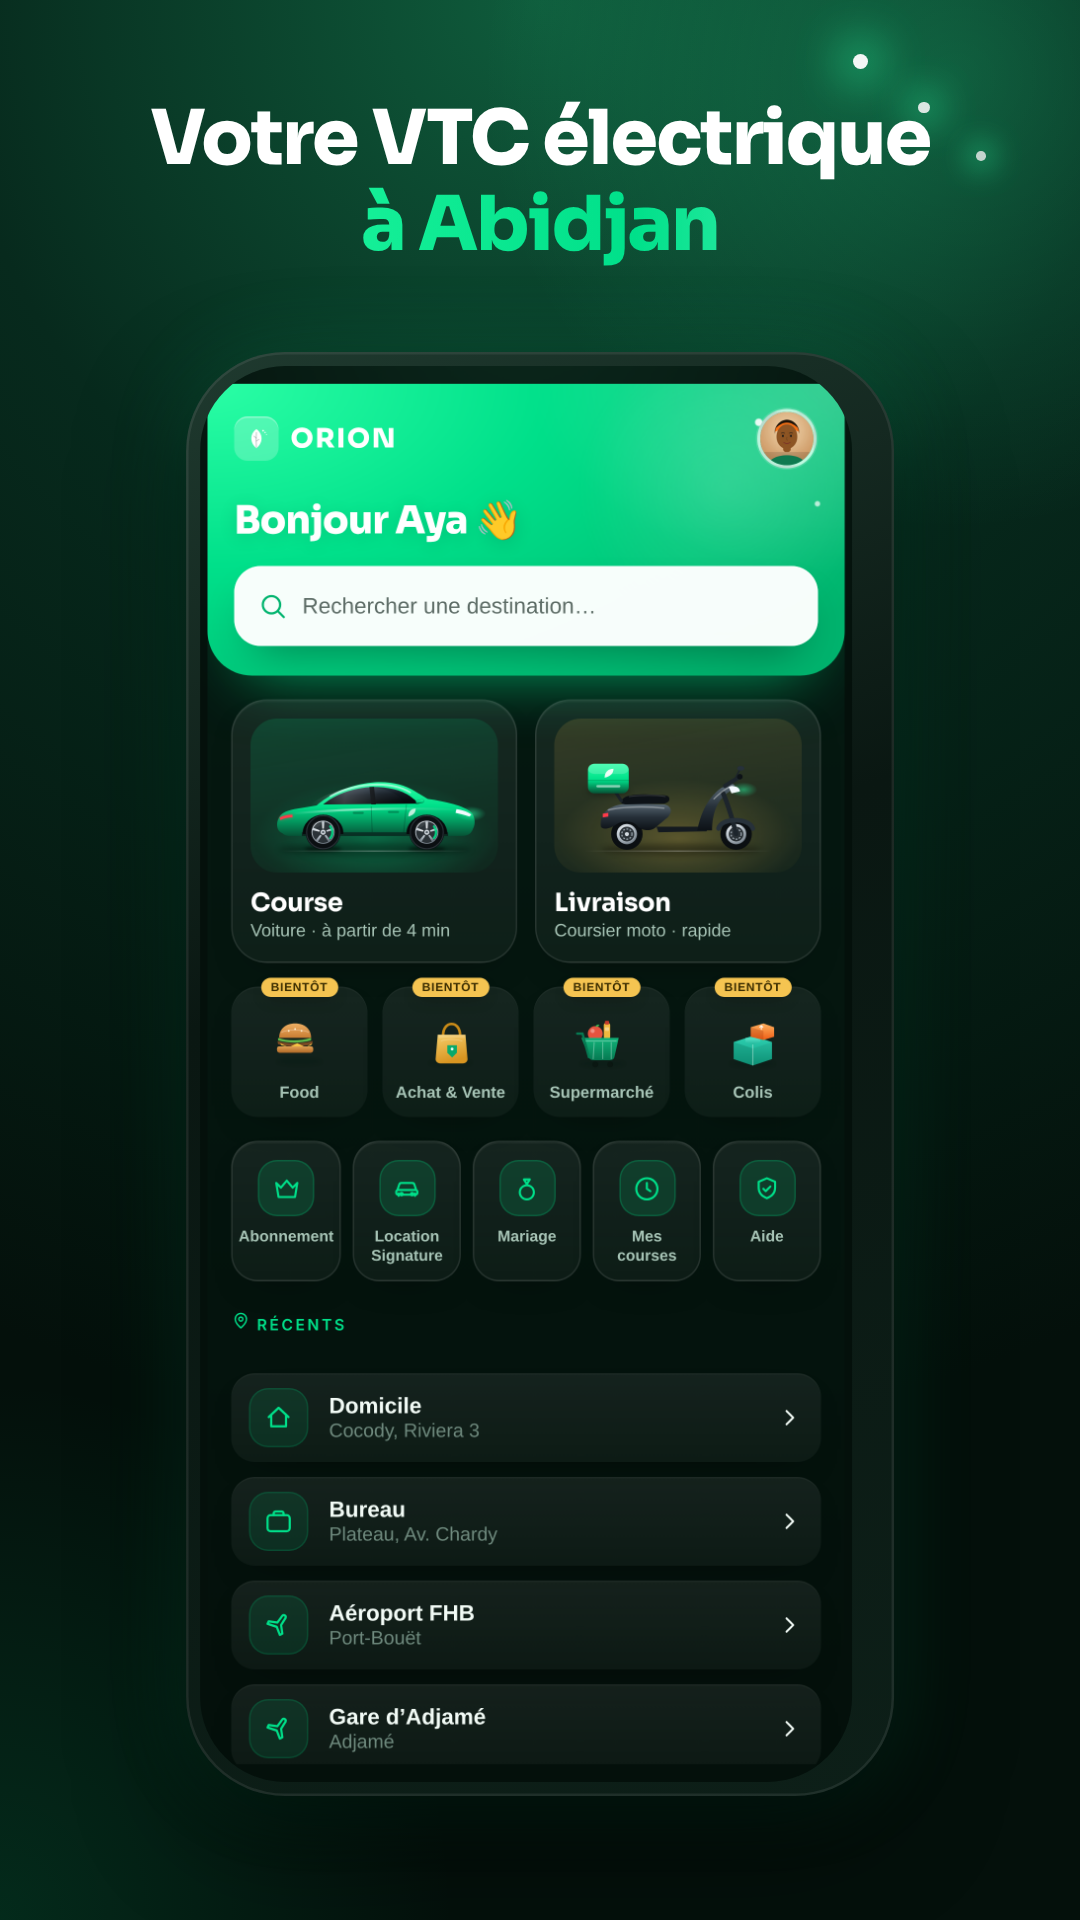 Votre VTC électrique
à Abidjan
ORION
Bonjour Aya 👋
Rechercher une destination…
Course
Voiture · à partir de 4 min
Livraison
Coursier moto · rapide
BIENTÔT
Food
BIENTÔT
Achat & Vente
BIENTÔT
Supermarché
BIENTÔT
Colis
Abonnement
Location
Signature
Mariage
Mes
courses
Aide
RÉCENTS
Domicile
Cocody, Riviera 3
Bureau
Plateau, Av. Chardy
Aéroport FHB
Port-Bouët
Gare d’Adjamé
Adjamé